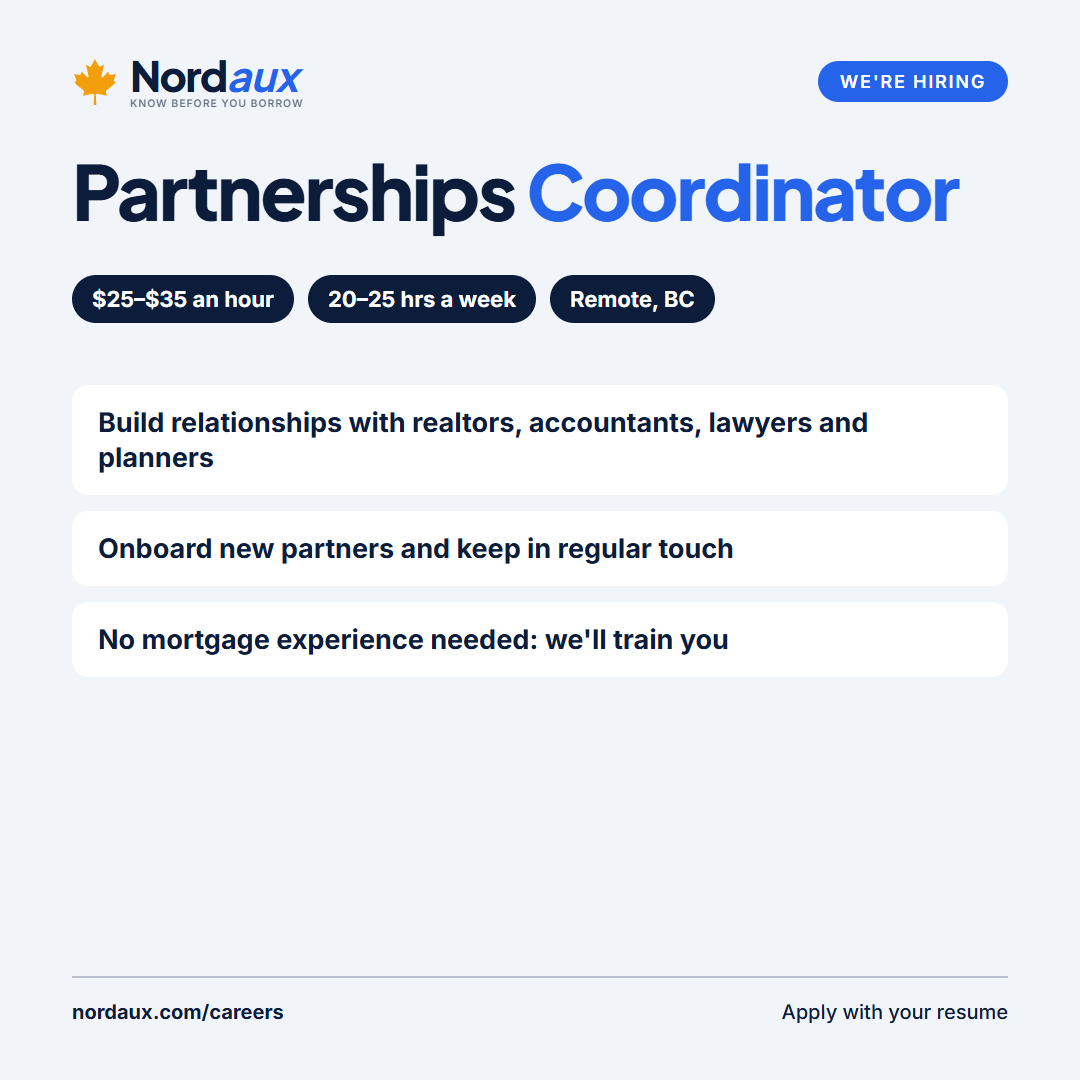 Nordaux
KNOW BEFORE YOU BORROW
WE'RE HIRING
Partnerships Coordinator
$25–$35 an hour
20–25 hrs a week
Remote, BC
Build relationships with realtors, accountants, lawyers and
planners
Onboard new partners and keep in regular touch
No mortgage experience needed: we'll train you
nordaux.com/careers
Apply with your resume